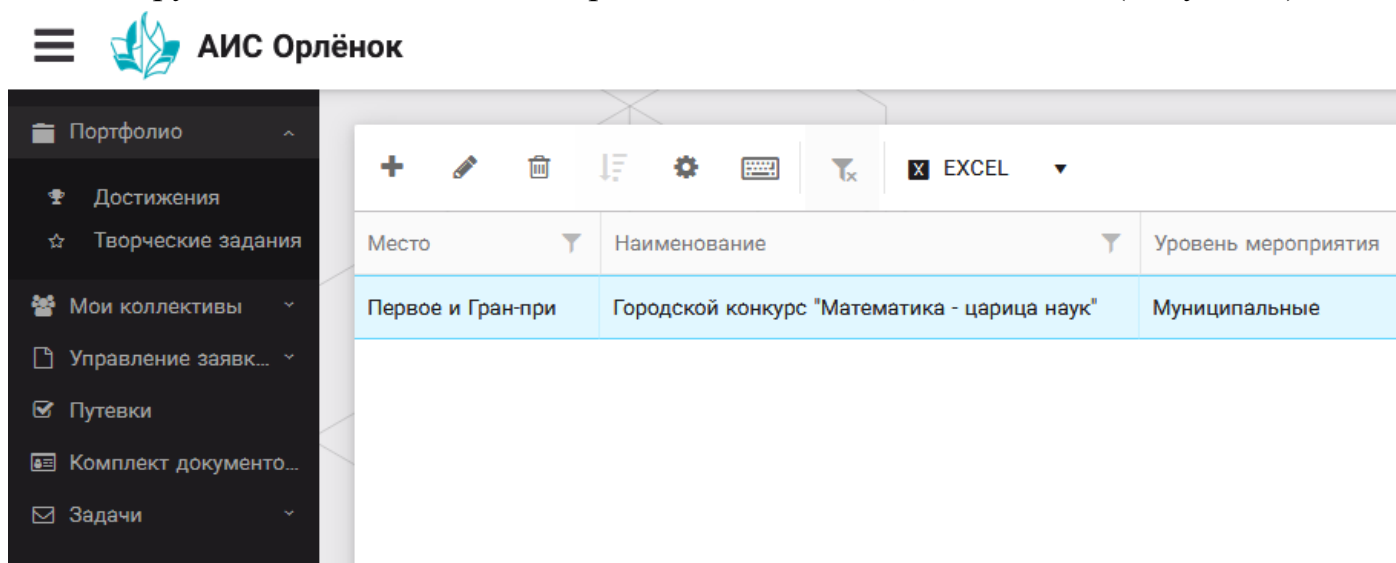 АИС Орлёнок
Портфолио
Достижения
Творческие задания
Мои коллективы
Управление заявк...
Путевки
Комплект документо...
Задачи
EXCEL
Место Наименование Уровень мероприятия
Первое и Гран-при Городской конкурс "Математика - царица наук" Муниципальные